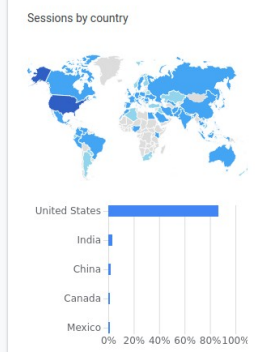 Sessions by country
United States
India
China
Canada
Mexico
0% 20% 40% 60% 80%100%